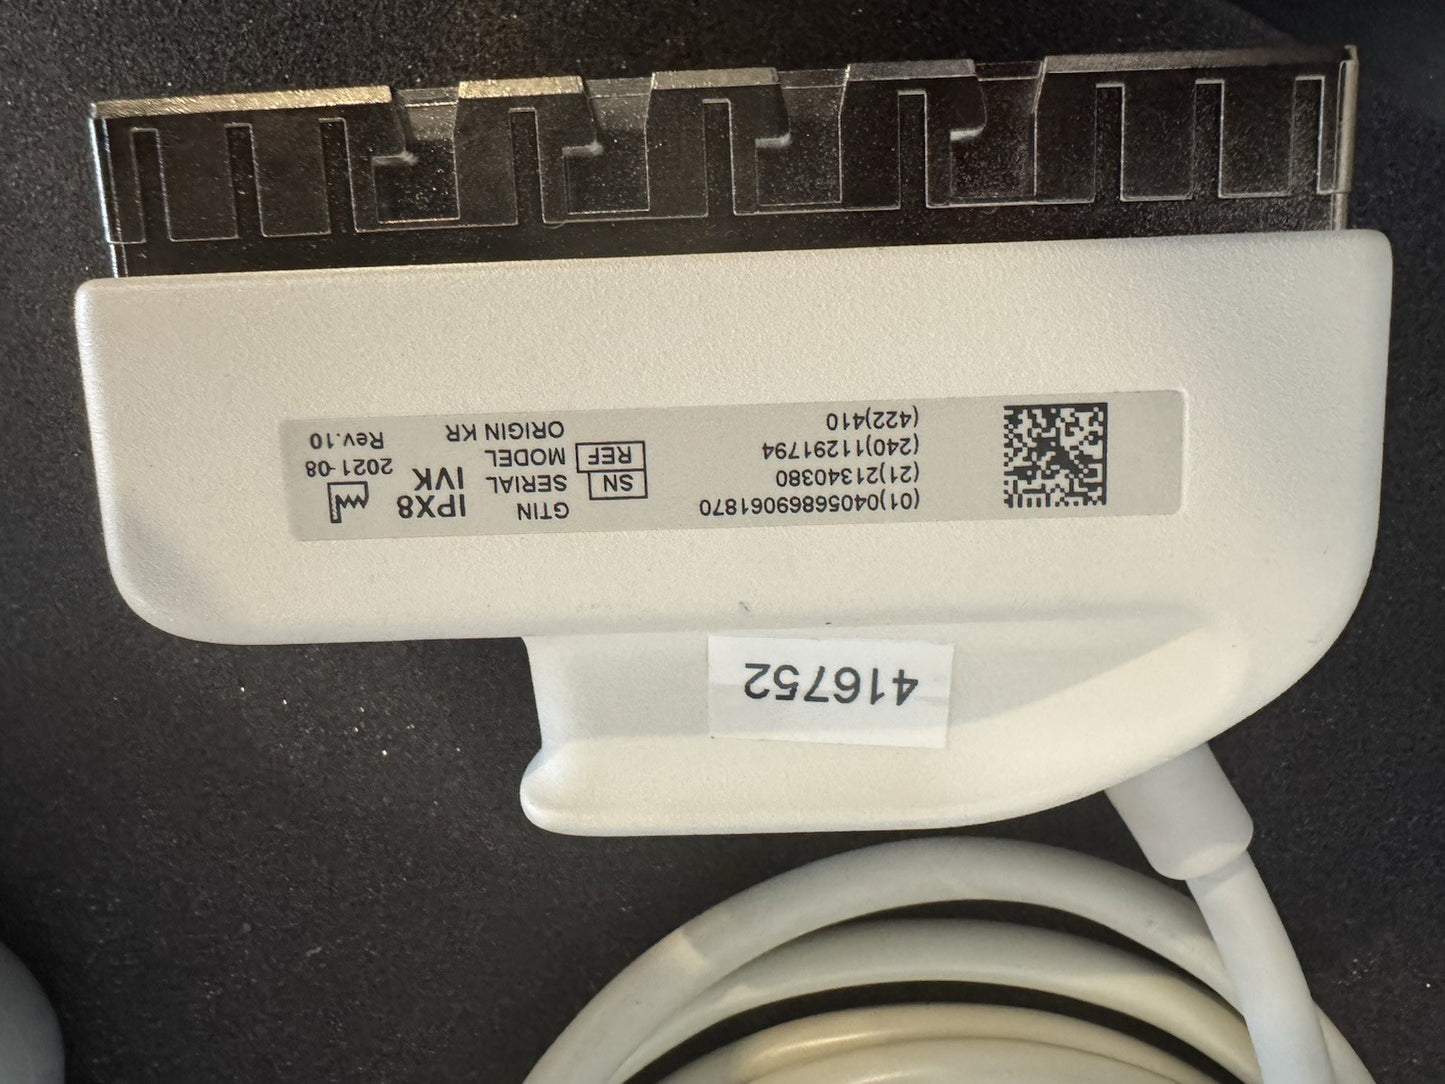 416752
(01)04056869061870 GTIN IPX8
(21)21340380 SN SERIAL IVK
(240)11291794 REF MODEL 2021-08
(422)410 ORIGIN KR Rev.10